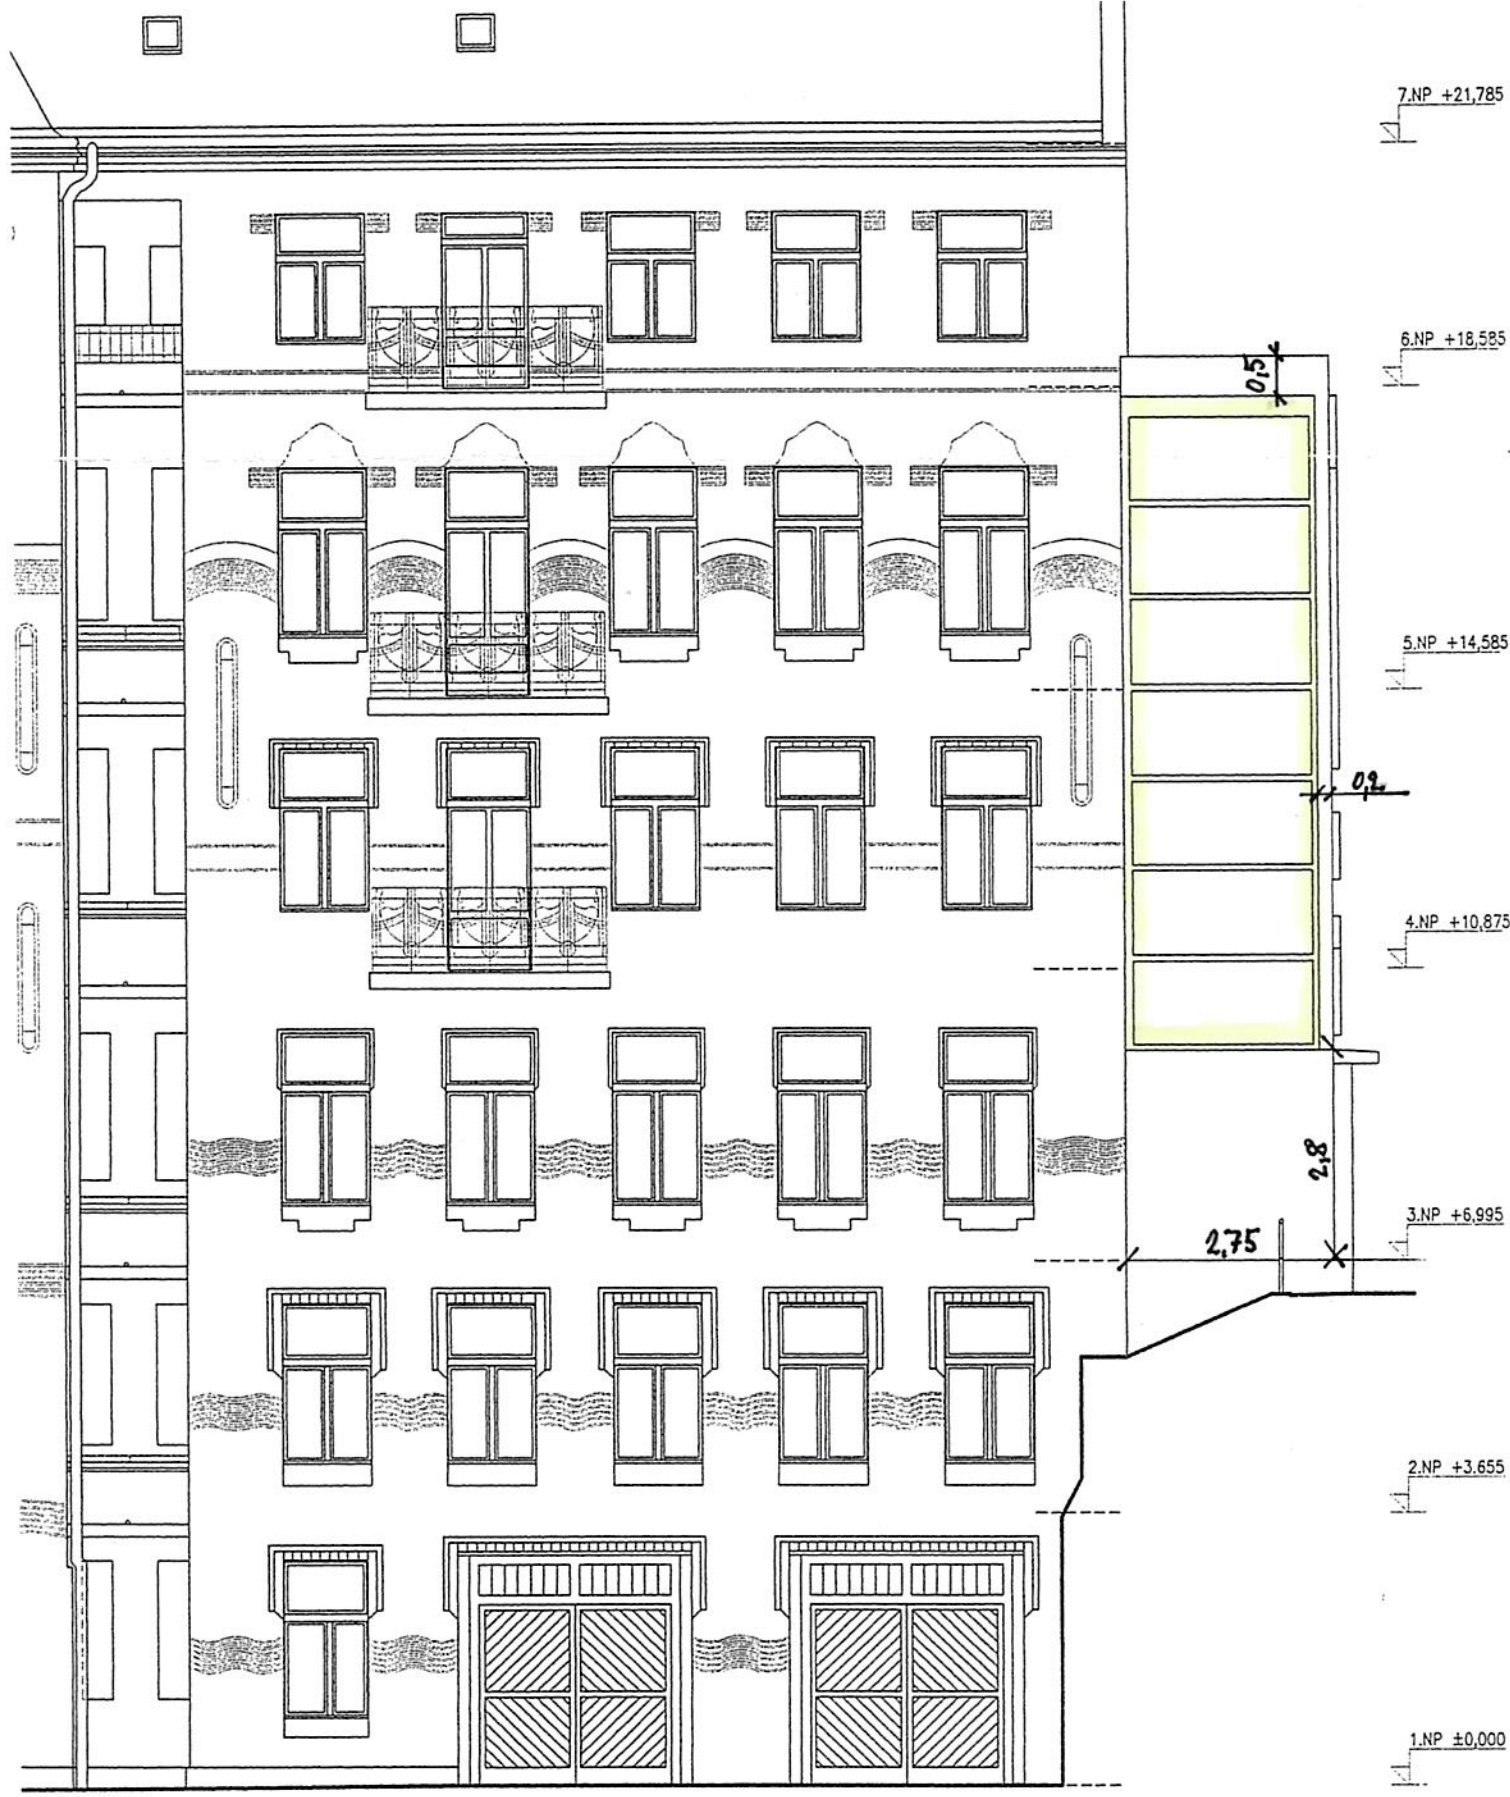 7.NP +21,785
6.NP +18,585
0,5
5.NP +14,585
0,2
4.NP +10,875
2,8
3.NP +6,995
2,75
2.NP +3.655
1.NP ±0,000